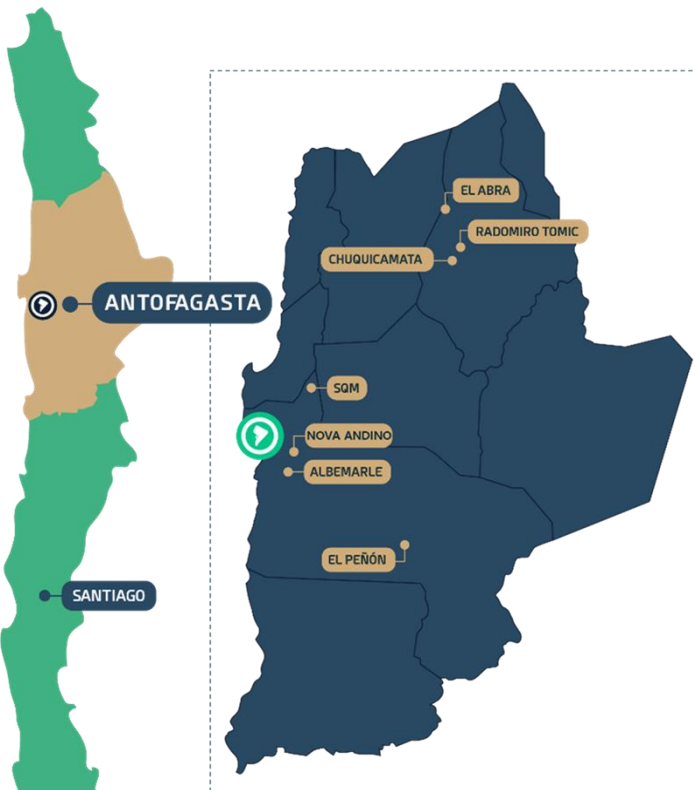 EL ABRA
RADOMIRO TOMIC
CHUQUICAMATA
ANTOFAGASTA
SQM
NOVA ANDINO
ALBEMARLE
EL PEÑÓN
SANTIAGO